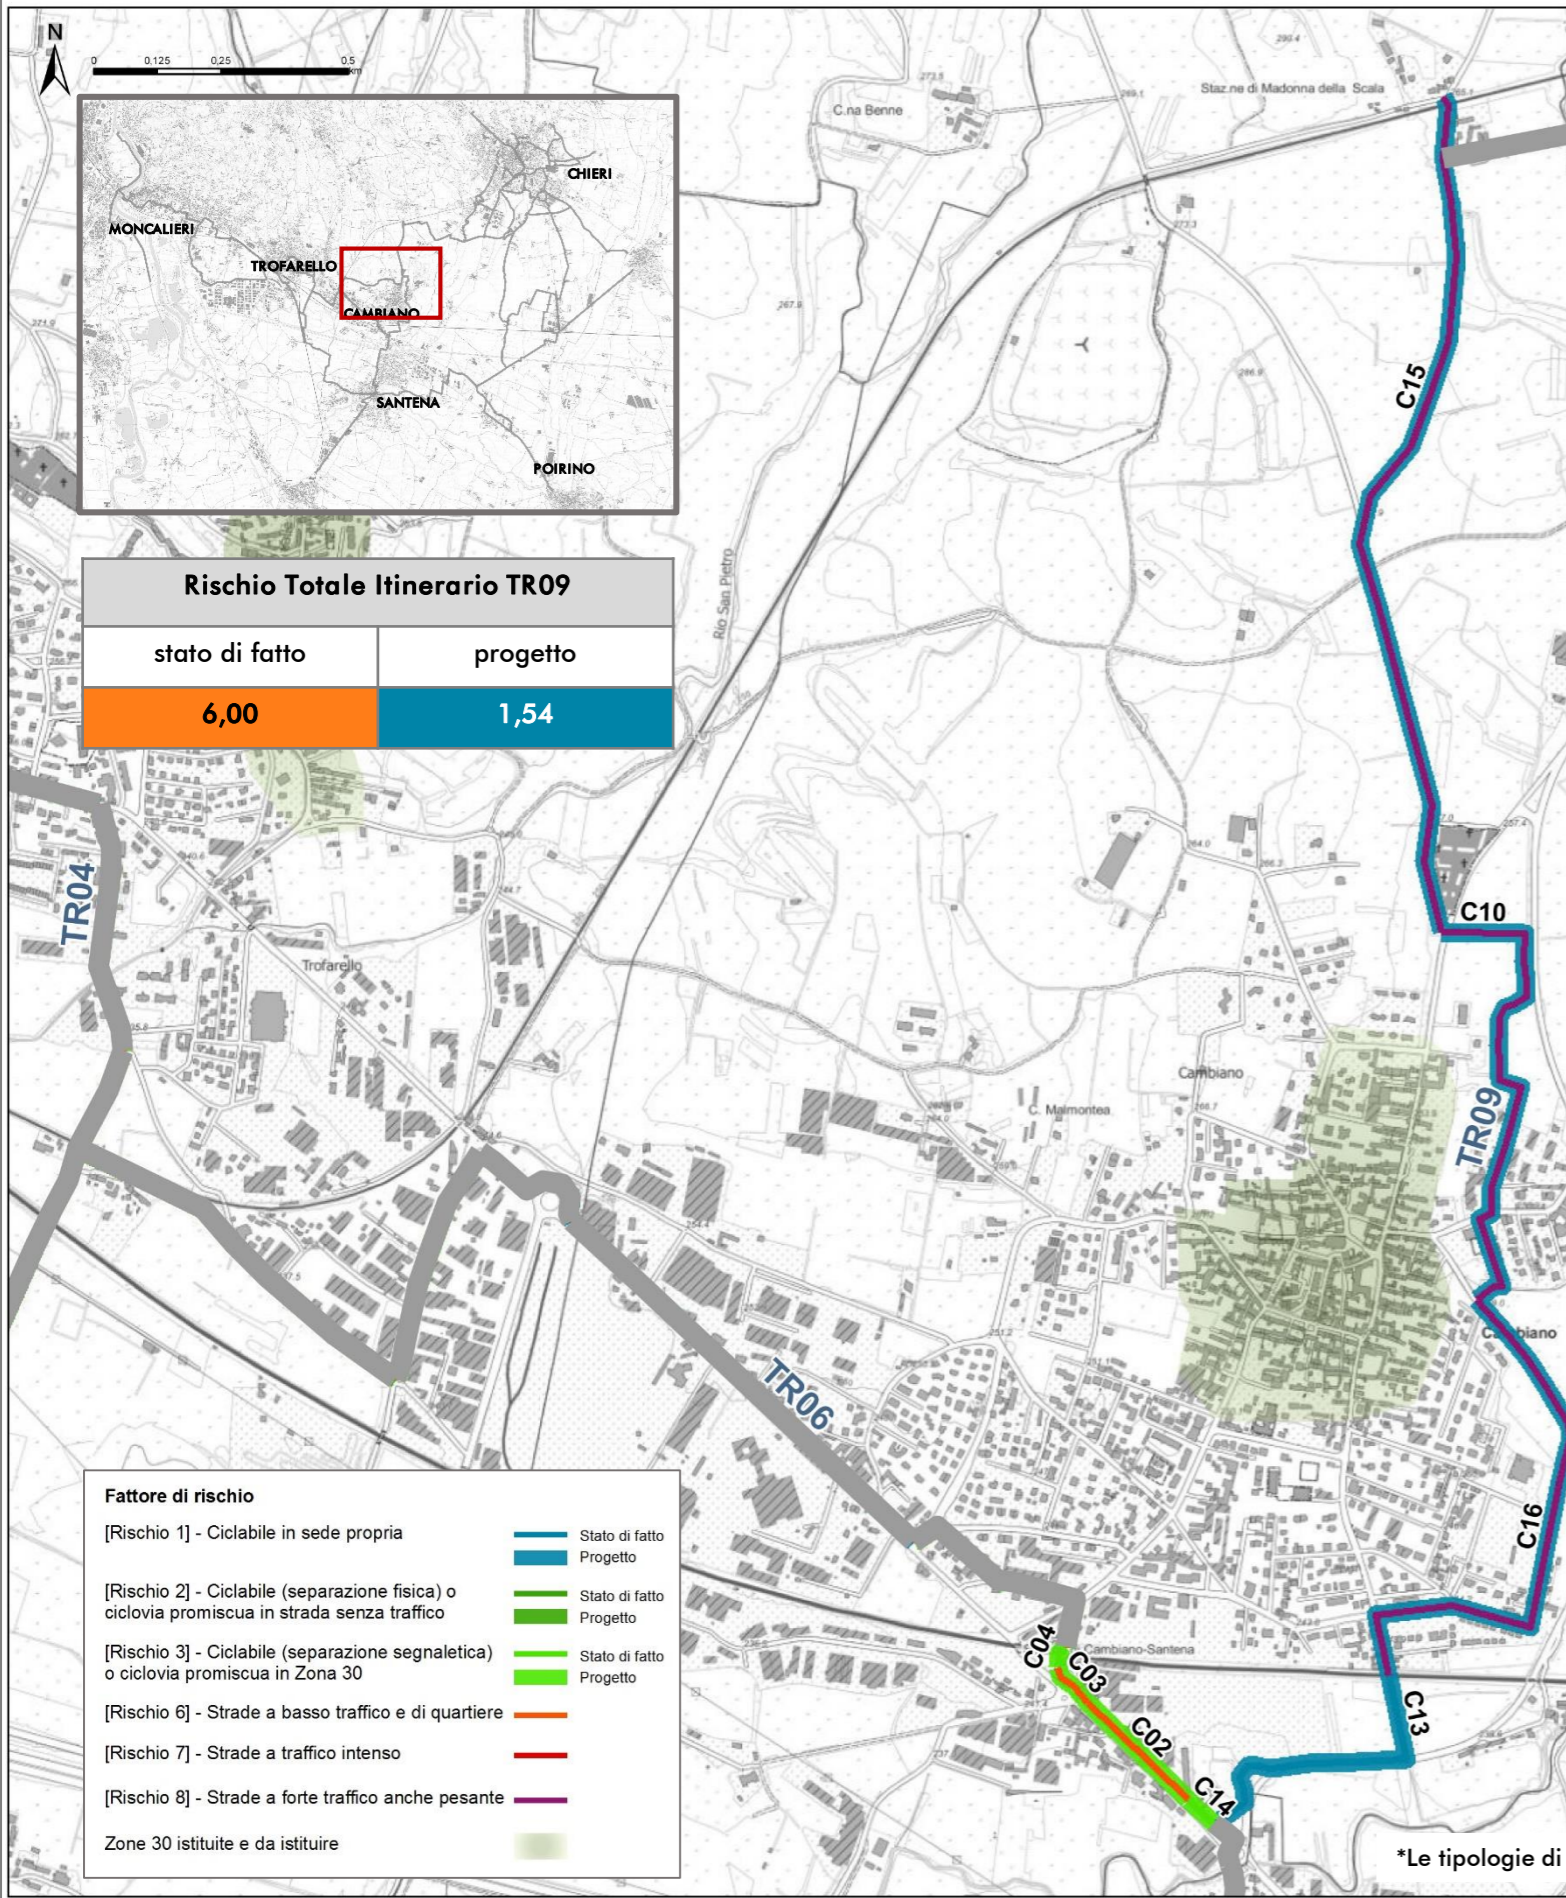 N
0 0,125 0,25 0,5
km
CHIERI
MONCALIERI
TROFARELLO
CAMBIANO
SANTENA
POIRINO
Rischio Totale Itinerario TR09
stato di fatto progetto
6,00 1,54
C.na Benne
Staz.ne di Madonna della Scala
Rio San Pietro
C15
C10
TR04
Trofarello
Cambiano
C. Malmontea
TR09
Cambiano
TR06
C16
C04
C03
Cambiano-Santena
C02
C13
C14
Fattore di rischio
[Rischio 1] - Ciclabile in sede propria
Stato di fatto
Progetto
[Rischio 2] - Ciclabile (separazione fisica) o
ciclovia promiscua in strada senza traffico
Stato di fatto
Progetto
[Rischio 3] - Ciclabile (separazione segnaletica)
o ciclovia promiscua in Zona 30
Stato di fatto
Progetto
[Rischio 6] - Strade a basso traffico e di quartiere
[Rischio 7] - Strade a traffico intenso
[Rischio 8] - Strade a forte traffico anche pesante
Zone 30 istituite e da istituire
*Le tipologie di